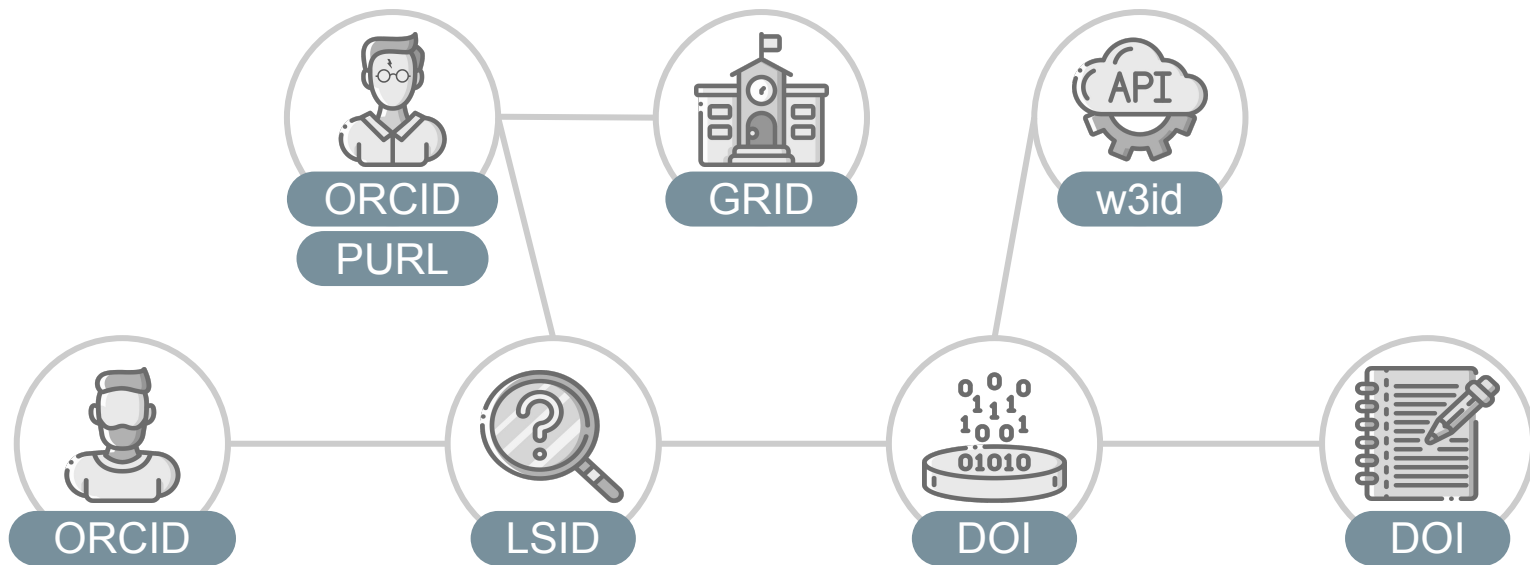 API
ORCID
GRID
w3id
PURL
?
0 0 0
1 1 1 0
1 0 0 1
01010
ORCID
LSID
DOI
DOI